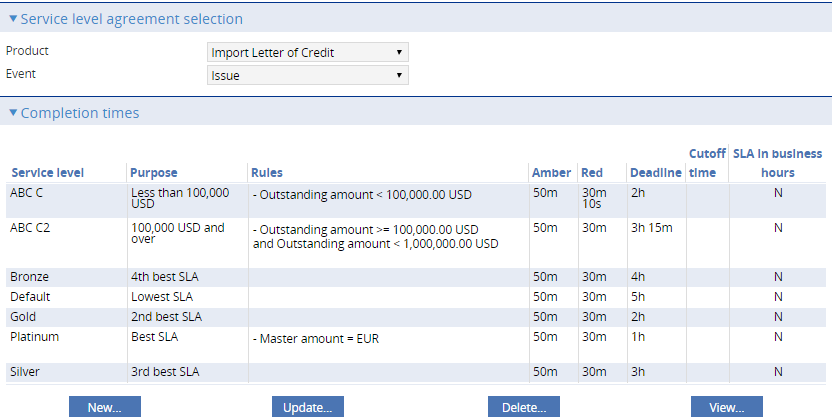 Service level agreement selection
Product Import Letter of Credit
Event Issue
Completion times
Service level Purpose Rules Amber Red Deadline Cutoff time SLA in business hours
ABC C Less than 100,000 USD - Outstanding amount < 100,000.00 USD 50m 30m 10s 2h N
ABC C2 100,000 USD and over - Outstanding amount >= 100,000.00 USD and Outstanding amount < 1,000,000.00 USD 50m 30m 3h 15m N
Bronze 4th best SLA 50m 30m 4h N
Default Lowest SLA 50m 30m 5h N
Gold 2nd best SLA 50m 30m 2h N
Platinum Best SLA - Master amount = EUR 50m 30m 1h N
Silver 3rd best SLA 50m 30m 3h N
New... Update... Delete... View...